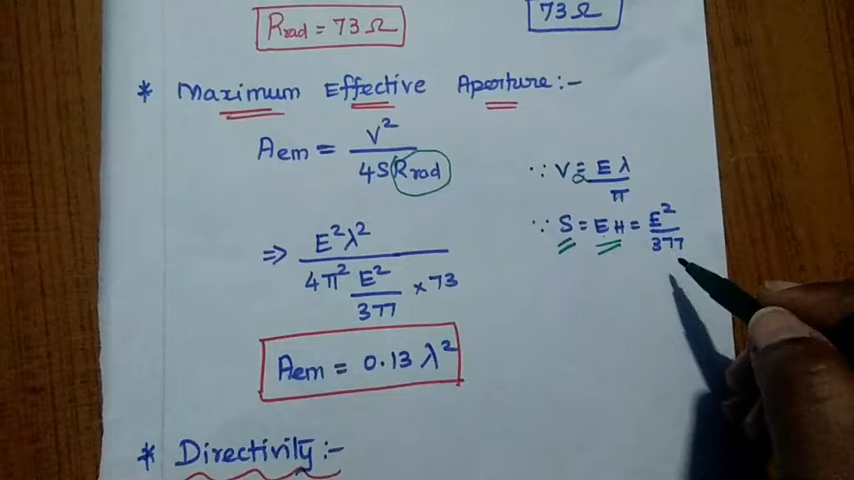 Rrad = 73 Ω
73 Ω
* Maximum Effective Aperture :-
Aem = V² / 4S Rrad
∵ V = Eλ / π
∵ S = EH = E² / 377
⇒ E²λ² / 4π² E²/377 × 73
Aem = 0.13 λ²
* Directivity :-